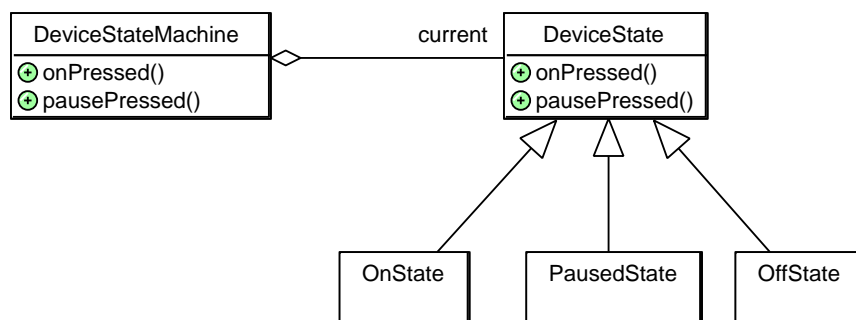 DeviceStateMachine
onPressed()
pausePressed()
current
DeviceState
onPressed()
pausePressed()
OnState
PausedState
OffState